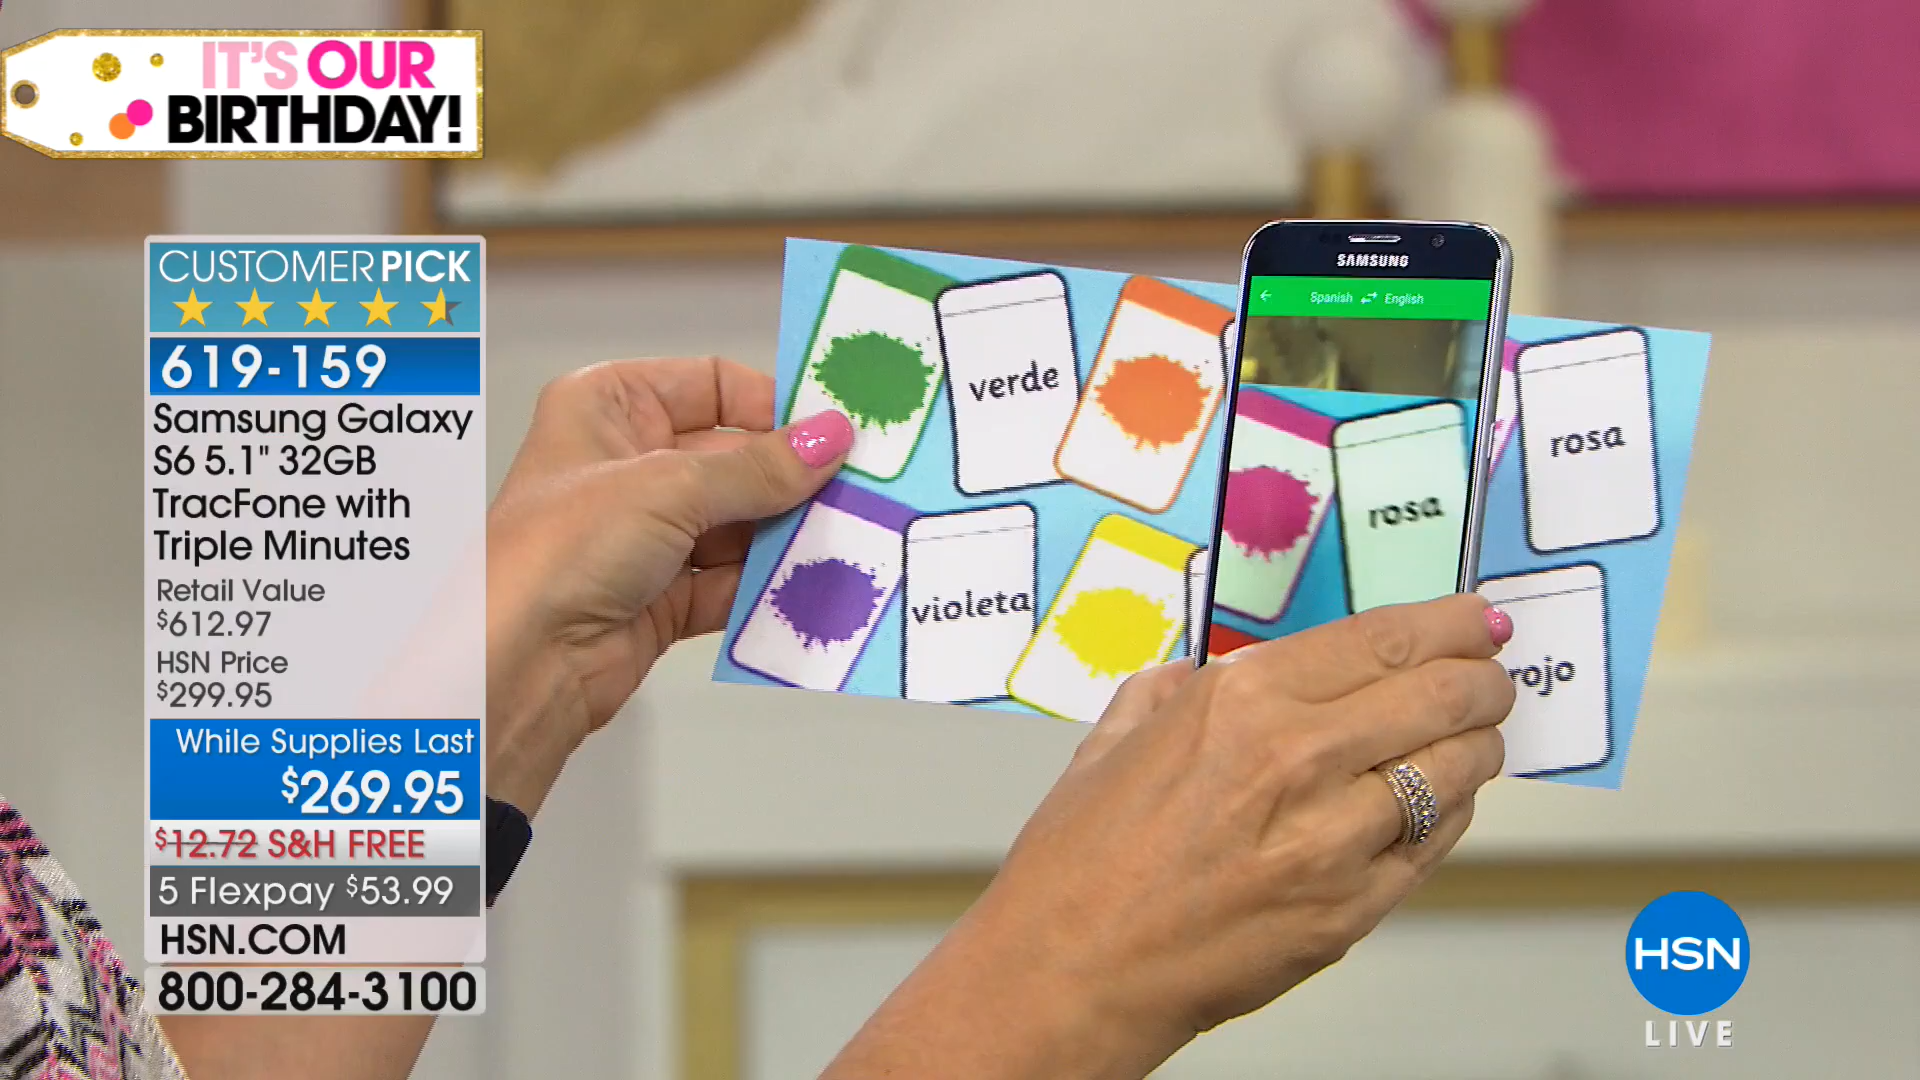 IT'S OUR
BIRTHDAY!
CUSTOMER PICK
619-159
Samsung Galaxy
S6 5.1" 32GB
TracFone with
Triple Minutes
Retail Value
$612.97
HSN Price
$299.95
While Supplies Last
$269.95
$12.72 S&H FREE
5 Flexpay $53.99
HSN.COM
800-284-3100
verde
violeta
SAMSUNG
Spanish English
rosa
rosa
rojo
HSN
LIVE